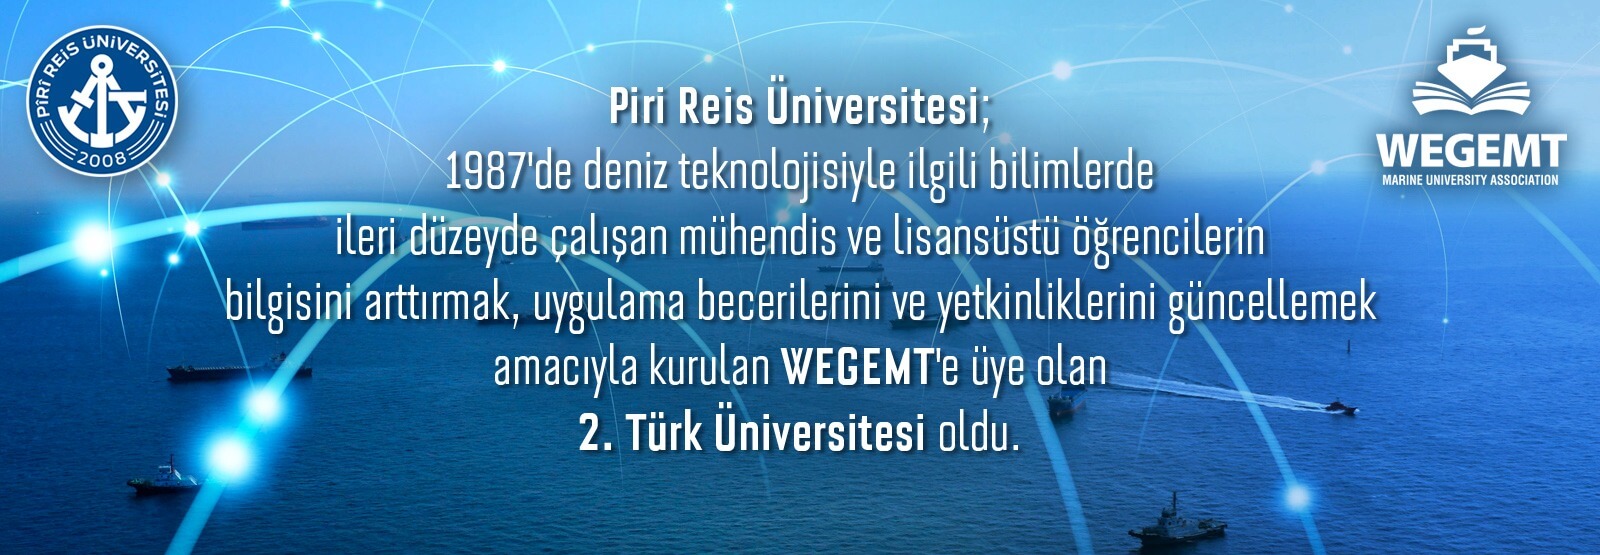 PÎRÎ REİS ÜNİVERSİTESİ
2008
WEGEMT
MARINE UNIVERSITY ASSOCIATION
Piri Reis Üniversitesi;
1987'de deniz teknolojisiyle ilgili bilimlerde
ileri düzeyde çalışan mühendis ve lisansüstü öğrencilerin
bilgisini arttırmak, uygulama becerilerini ve yetkinliklerini güncellemek
amacıyla kurulan WEGEMT'e üye olan
2. Türk Üniversitesi oldu.